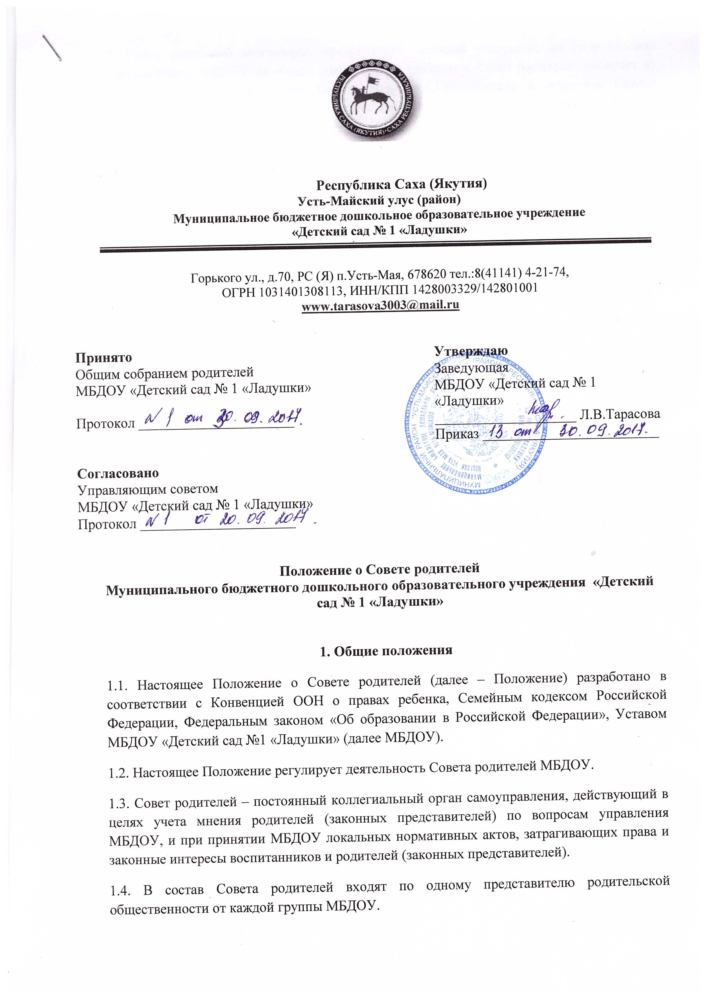 РЕСПУБЛИКА САХА (ЯКУТИЯ) • САХА РЕСПУБЛИКАТА
Республика Саха (Якутия)
Усть-Майский улус (район)
Муниципальное бюджетное дошкольное образовательное учреждение
«Детский сад № 1 «Ладушки»
Горького ул., д.70, РС (Я) п.Усть-Мая, 678620 тел.:8(41141) 4-21-74,
ОГРН 1031401308113, ИНН/КПП 1428003329/142801001
www.tarasova3003@mail.ru
Принято
Общим собранием родителей
МБДОУ «Детский сад № 1 «Ладушки»
Протокол N 1 от 30.09.2017.
Утверждаю
Заведующая
МБДОУ «Детский сад № 1
«Ладушки»
Л.В.Тарасова
Приказ 13 от 30.09.2017.
Согласовано
Управляющим советом
МБДОУ «Детский сад № 1 «Ладушки»
Протокол N 1 от 20.09.2017.
Положение о Совете родителей
Муниципального бюджетного дошкольного образовательного учреждения «Детский
сад № 1 «Ладушки»
1. Общие положения
1.1. Настоящее Положение о Совете родителей (далее – Положение) разработано в
соответствии с Конвенцией ООН о правах ребенка, Семейным кодексом Российской
Федерации, Федеральным законом «Об образовании в Российской Федерации», Уставом
МБДОУ «Детский сад №1 «Ладушки» (далее МБДОУ).
1.2. Настоящее Положение регулирует деятельность Совета родителей МБДОУ.
1.3. Совет родителей – постоянный коллегиальный орган самоуправления, действующий в
целях учета мнения родителей (законных представителей) по вопросам управления
МБДОУ, и при принятии МБДОУ локальных нормативных актов, затрагивающих права и
законные интересы воспитанников и родителей (законных представителей).
1.4. В состав Совета родителей входят по одному представителю родительской
общественности от каждой группы МБДОУ.